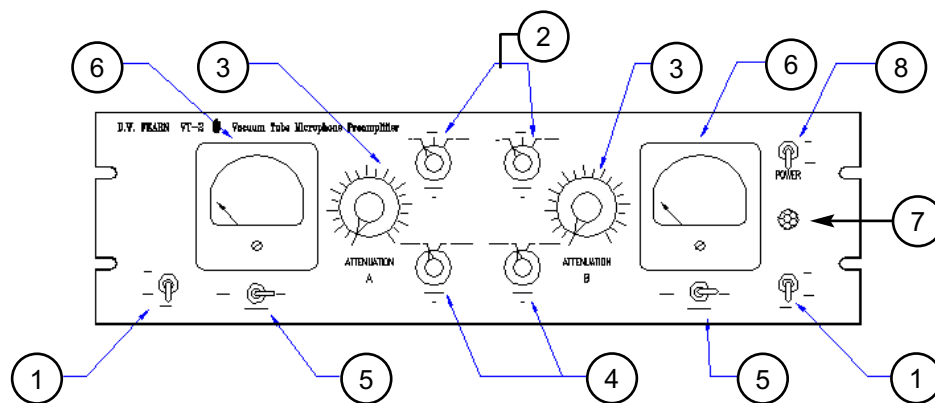 2
6
3
3
6
8
D.W. FEARN VT-2 Vacuum Tube Microphone Preamplifier
POWER
7
ATTENUATION
A
ATTENUATION
B
1
5
4
5
1